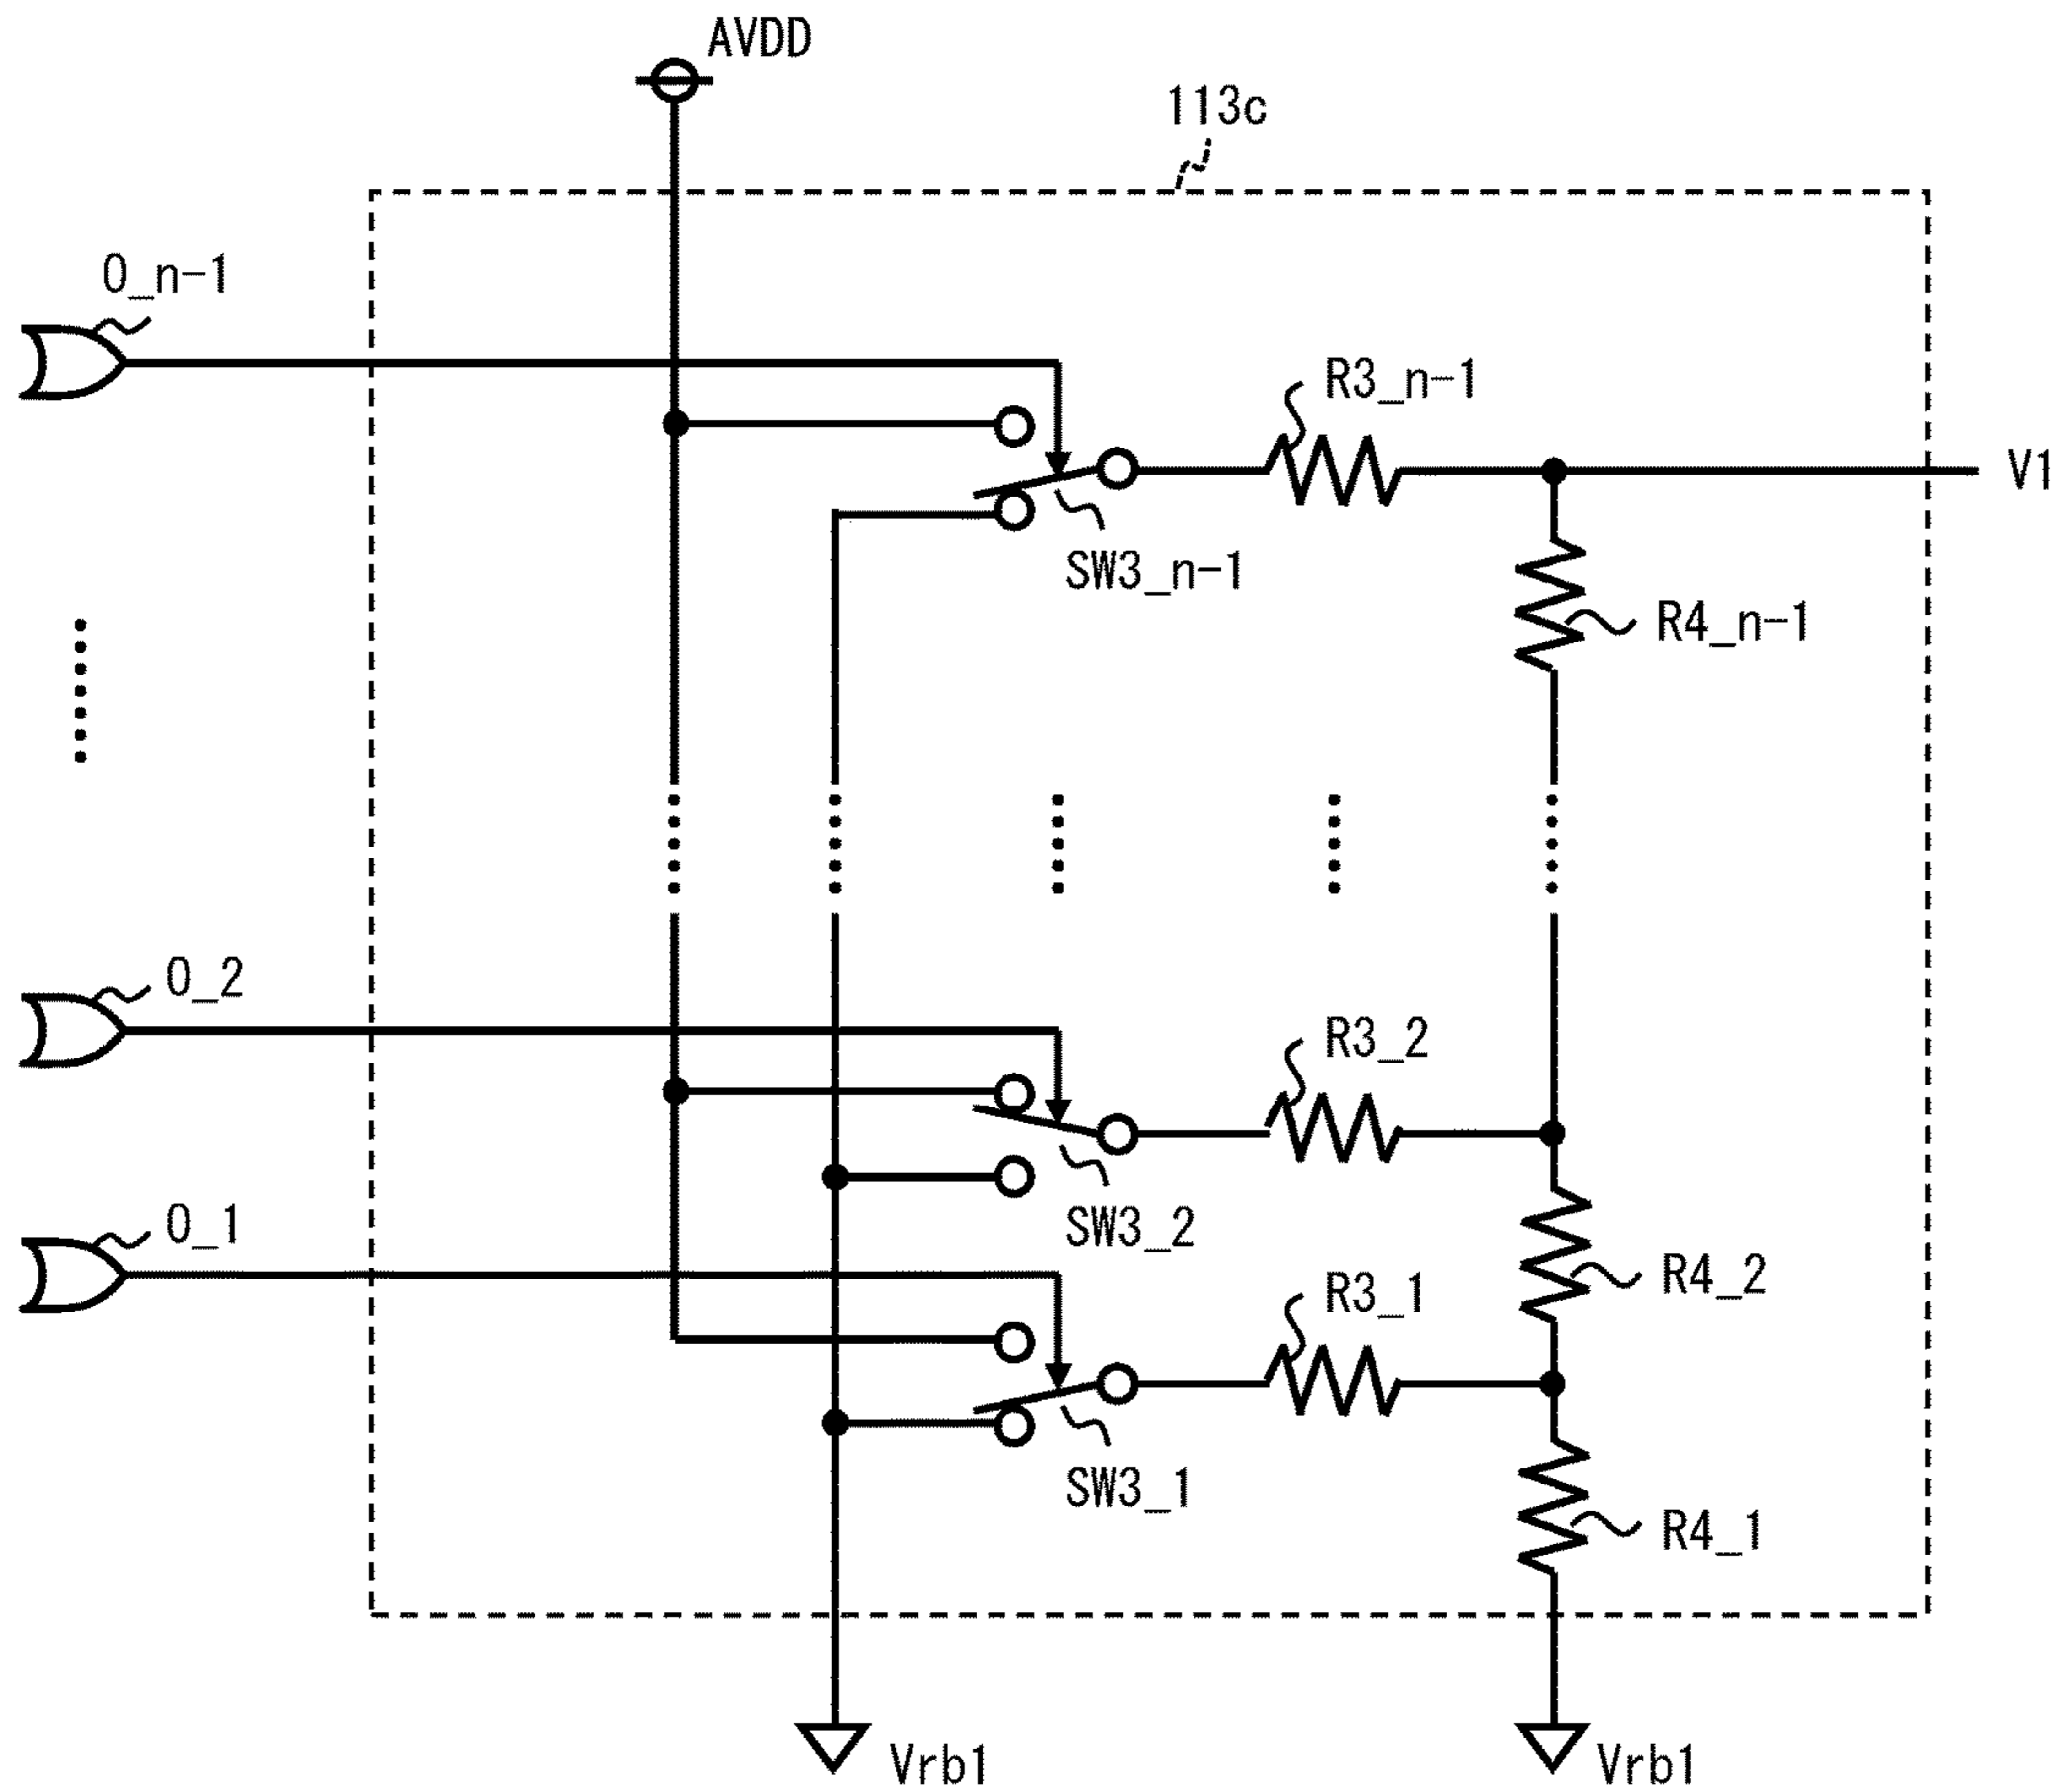 AVDD
113c
O_n-1
R3_n-1
V1
SW3_n-1
R4_n-1
O_2
R3_2
SW3_2
O_1
R4_2
R3_1
SW3_1
R4_1
Vrb1
Vrb1